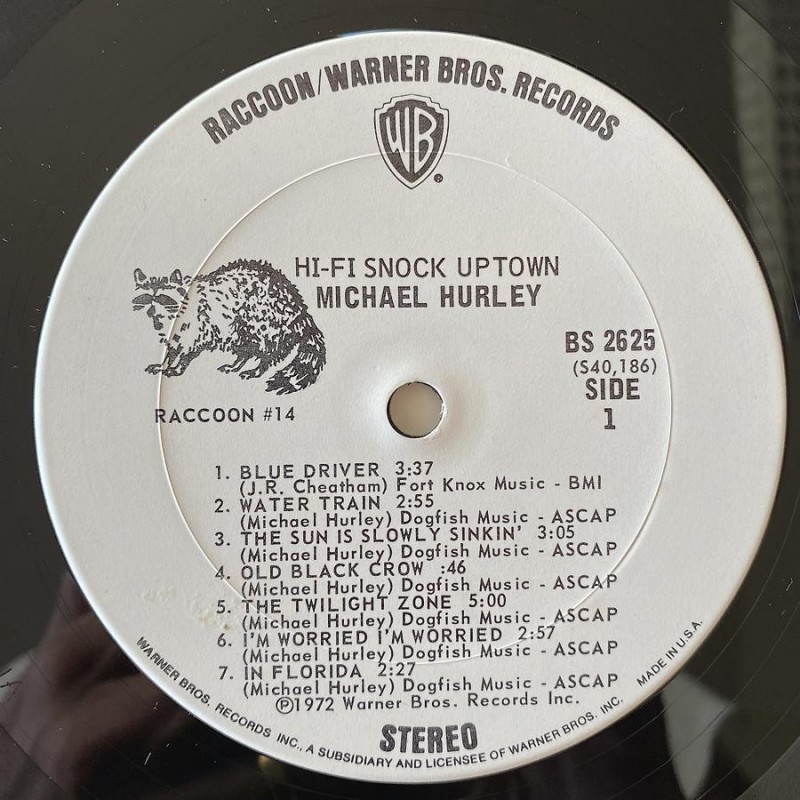 RACCOON/WARNER BROS. RECORDS
WB
®
HI-FI SNOCK UPTOWN
MICHAEL HURLEY
BS 2625
(S40,186)
SIDE
1
RACCOON #14
1. BLUE DRIVER 3:37
(J.R. Cheatham) Fort Knox Music - BMI
2. WATER TRAIN 2:55
(Michael Hurley) Dogfish Music - ASCAP
3. THE SUN IS SLOWLY SINKIN' 3:05
(Michael Hurley) Dogfish Music - ASCAP
4. OLD BLACK CROW :46
(Michael Hurley) Dogfish Music - ASCAP
5. THE TWILIGHT ZONE 5:00
(Michael Hurley) Dogfish Music - ASCAP
6. I'M WORRIED I'M WORRIED 2:57
(Michael Hurley) Dogfish Music - ASCAP
7. IN FLORIDA 2:27
(Michael Hurley) Dogfish Music - ASCAP
℗1972 Warner Bros. Records Inc.
STEREO
WARNER BROS. RECORDS INC., A SUBSIDIARY AND LICENSEE OF WARNER BROS. INC. MADE IN U.S.A.